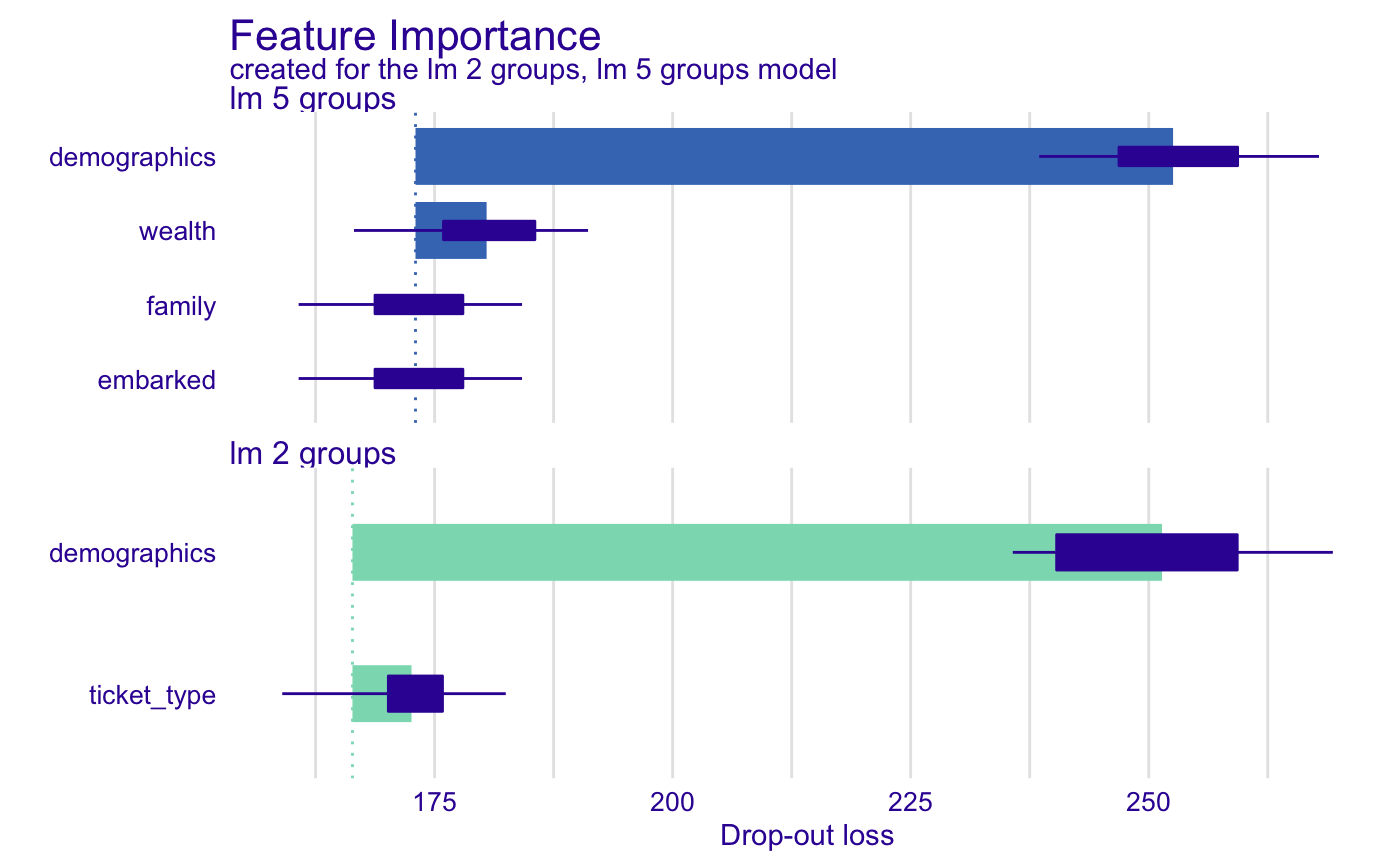 Feature Importance
created for the lm 2 groups, lm 5 groups model
lm 5 groups
demographics
wealth
family
embarked
lm 2 groups
demographics
ticket_type
175 200 225 250
Drop-out loss